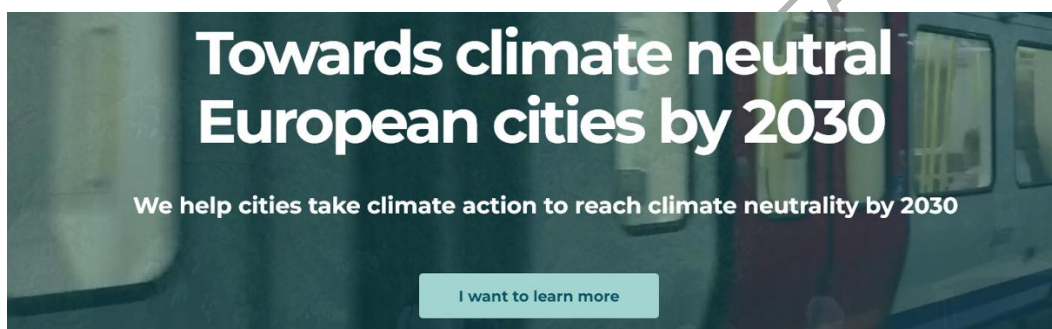 Towards climate neutral
European cities by 2030
We help cities take climate action to reach climate neutrality by 2030
I want to learn more